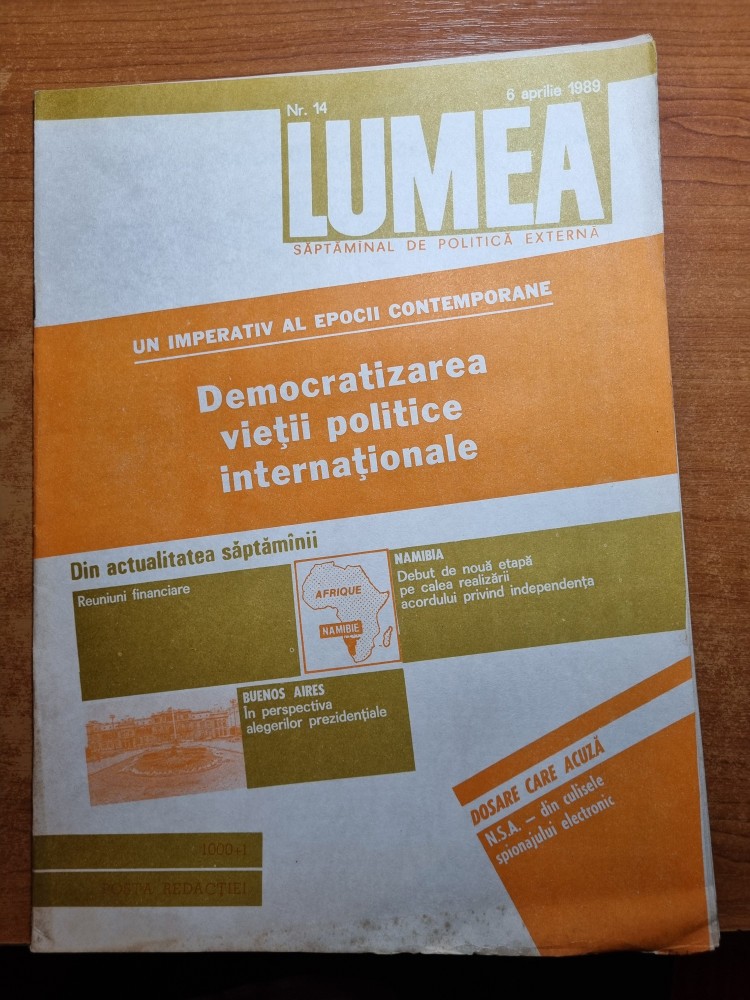 Nr. 14
6 aprilie 1989
LUMEA
SĂPTĂMÎNAL DE POLITICĂ EXTERNĂ
UN IMPERATIV AL EPOCII CONTEMPORANE
Democratizarea
vieţii politice
internaţionale
Din actualitatea săptămînii
Reuniuni financiare
AFRIQUE
NAMIBIE
NAMIBIA
Debut de nouă etapă
pe calea realizării
acordului privind independenţa
BUENOS AIRES
In perspectiva
alegerilor prezidenţiale
DOSARE CARE ACUZĂ
N.S.A. — din culisele
spionajului electronic
1000+1
POŞTA REDACŢIEI